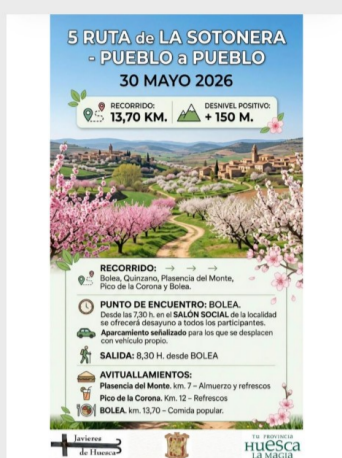 5 RUTA de LA SOTONERA
- PUEBLO a PUEBLO
30 MAYO 2026
RECORRIDO:
13,70 KM.
DESNIVEL POSITIVO:
+ 150 M.
RECORRIDO: → → →
Bolea, Quinzano, Plasencia del Monte,
Pico de la Corona y Bolea.
PUNTO DE ENCUENTRO: BOLEA.
Desde las 7,30 h. en el SALÓN SOCIAL de la localidad
se ofrecerá desayuno a todos los participantes.
Aparcamiento señalizado para los que se desplacen
con vehículo propio.
SALIDA: 8,30 H. desde BOLEA
AVITUALLAMIENTOS:
Plasencia del Monte. km. 7 – Almuerzo y refrescos
Pico de la Corona. Km. 12 – Refrescos
BOLEA. km. 13,70 – Comida popular.
Javieres
de Huesca
TU PROVINCIA
HUESCA
LA MAGIA